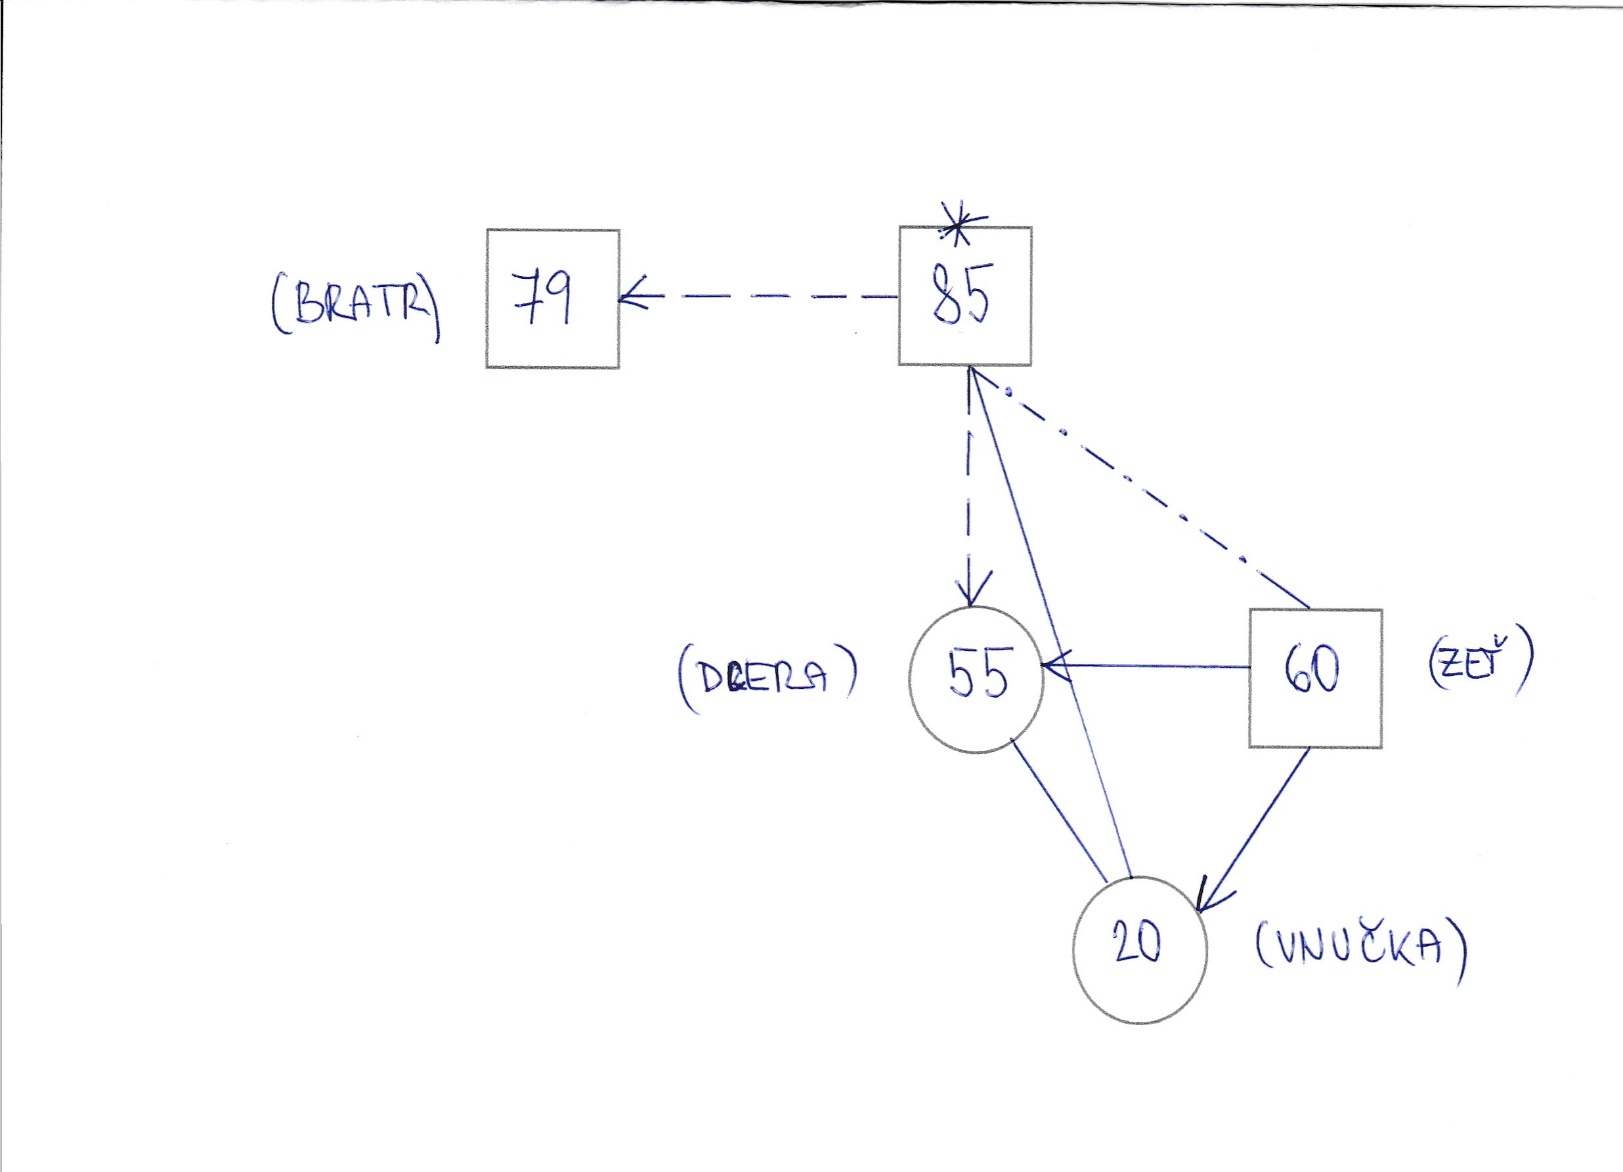 (BRATR) 79 85
(DCERA) 55 60 (ZEŤ)
20 (VNUČKA)